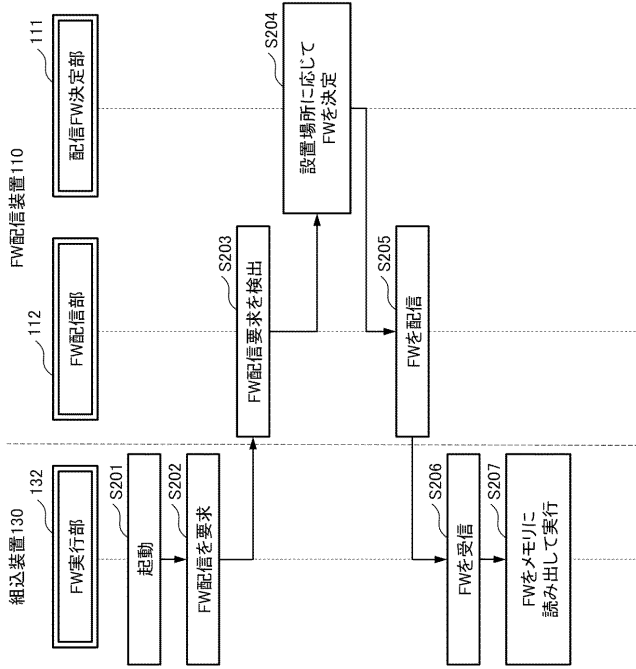 組込装置130
FW配信装置110
132
FW実行部
112
FW配信部
111
配信FW決定部
S201
起動
S202
FW配信を要求
S203
FW配信要求を検出
S204
設置場所に応じて
FWを決定
S205
FWを配信
S206
FWを受信
S207
FWをメモリに
読み出して実行